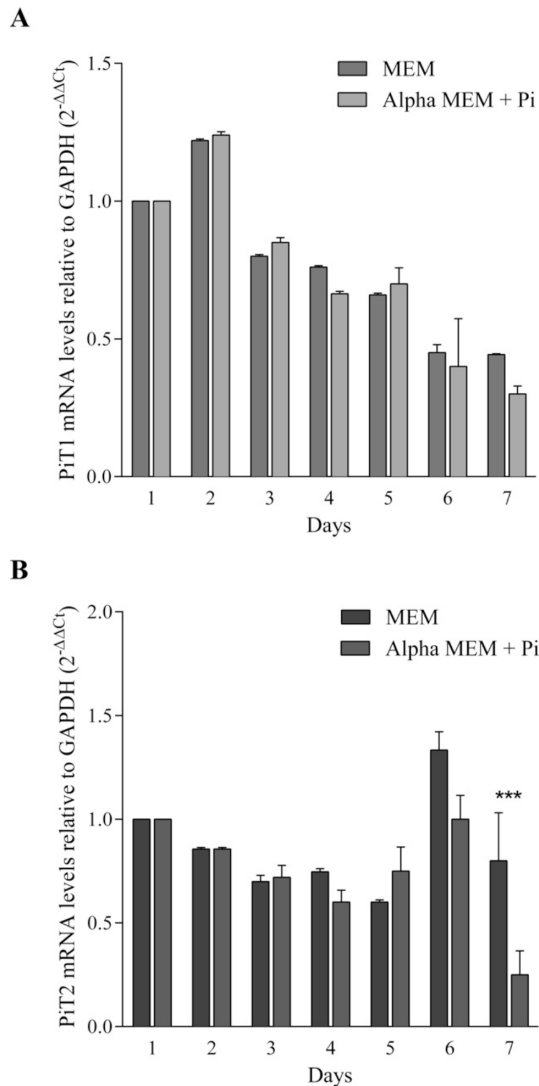 A
PiT1 mRNA levels relative to GAPDH (2^-ΔΔCt)
1.5
1.0
0.5
0.0
MEM
Alpha MEM + Pi
1 2 3 4 5 6 7
Days
B
PiT2 mRNA levels relative to GAPDH (2^-ΔΔCt)
2.0
1.5
1.0
0.5
0.0
MEM
Alpha MEM + Pi
***
1 2 3 4 5 6 7
Days